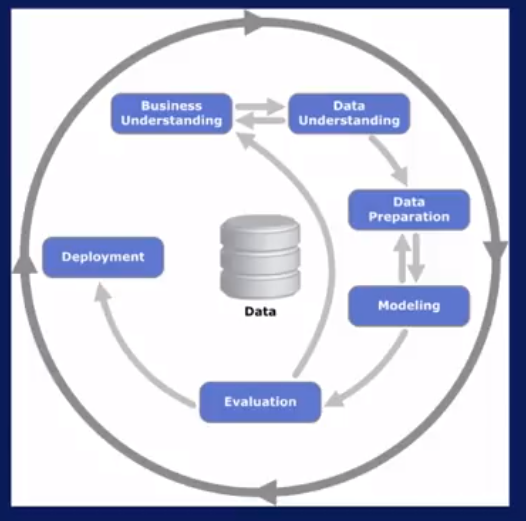 Business
Understanding
Data
Understanding
Data
Preparation
Deployment
Data
Modeling
Evaluation